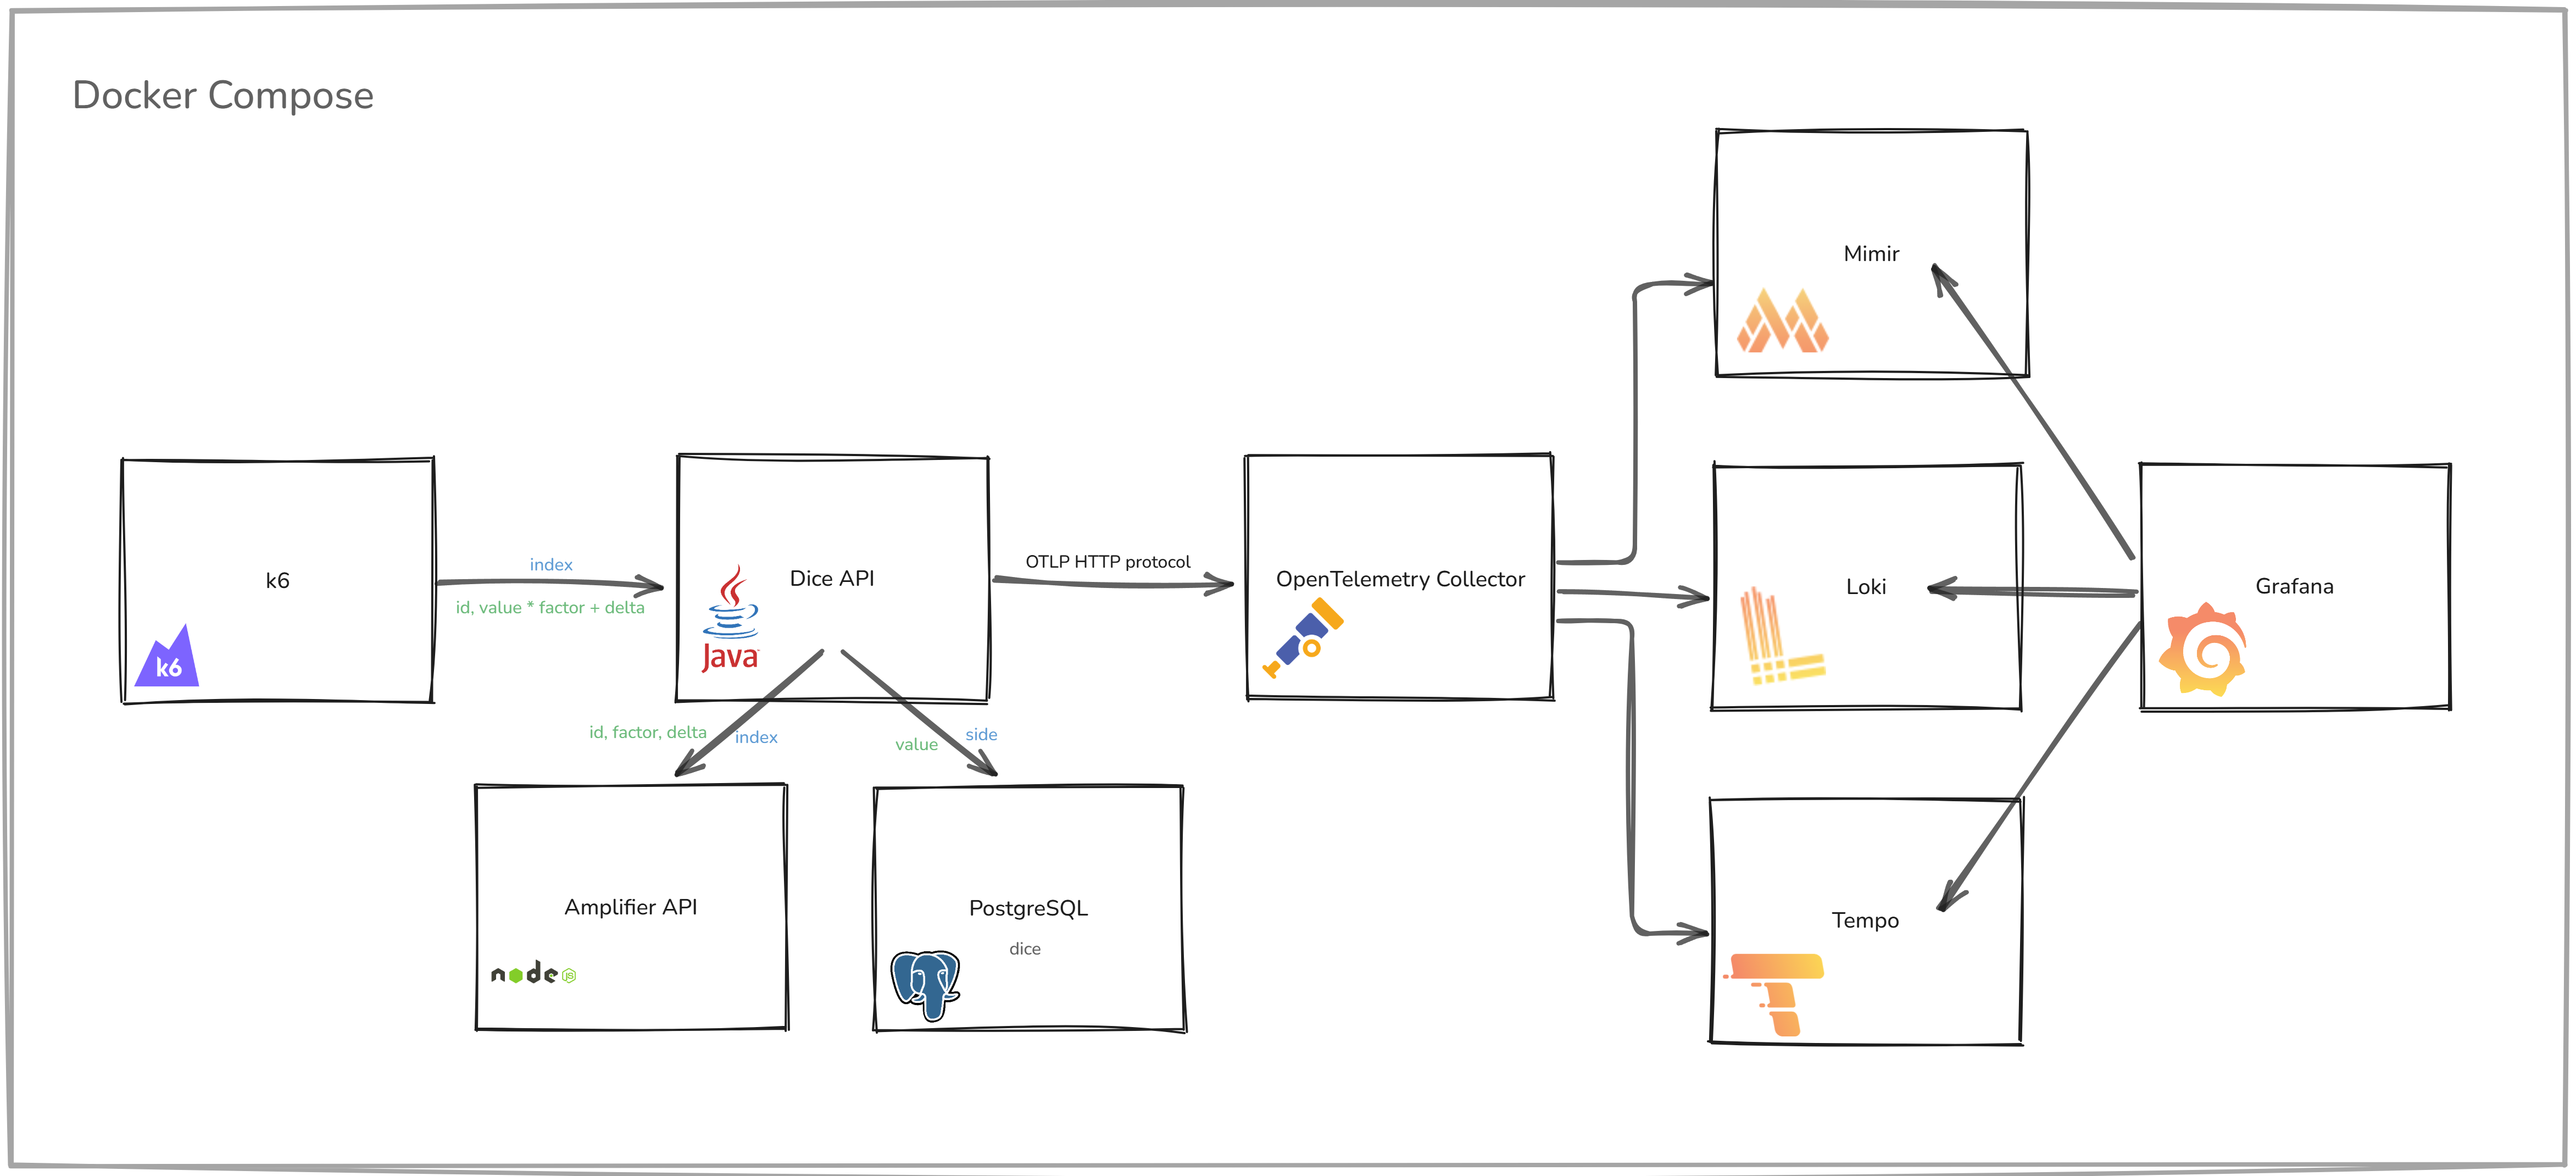 Docker Compose
Mimir
k6
k6
index
id, value * factor + delta
Dice API
Java
OTLP HTTP protocol
OpenTelemetry Collector
Loki
Grafana
id, factor, delta
index
value
side
Amplifier API
node
JS
PostgreSQL
dice
Tempo